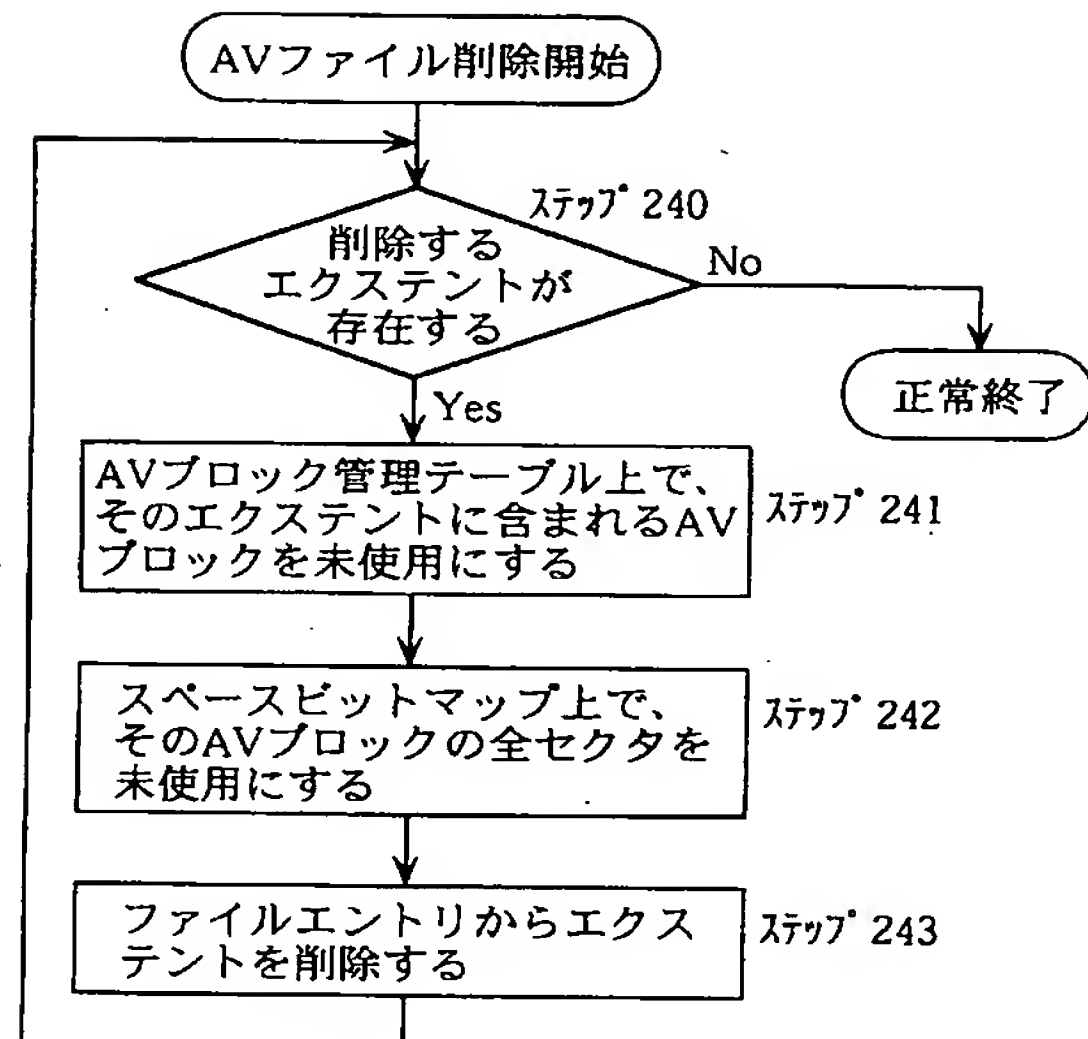 AVファイル削除開始
ステップ 240
削除する
エクステントが
存在する
No
正常終了
Yes
AVブロック管理テーブル上で、
そのエクステントに含まれるAV
ブロックを未使用にする
ステップ 241
スペースビットマップ上で、
そのAVブロックの全セクタを
未使用にする
ステップ 242
ファイルエントリからエクス
テントを削除する
ステップ 243